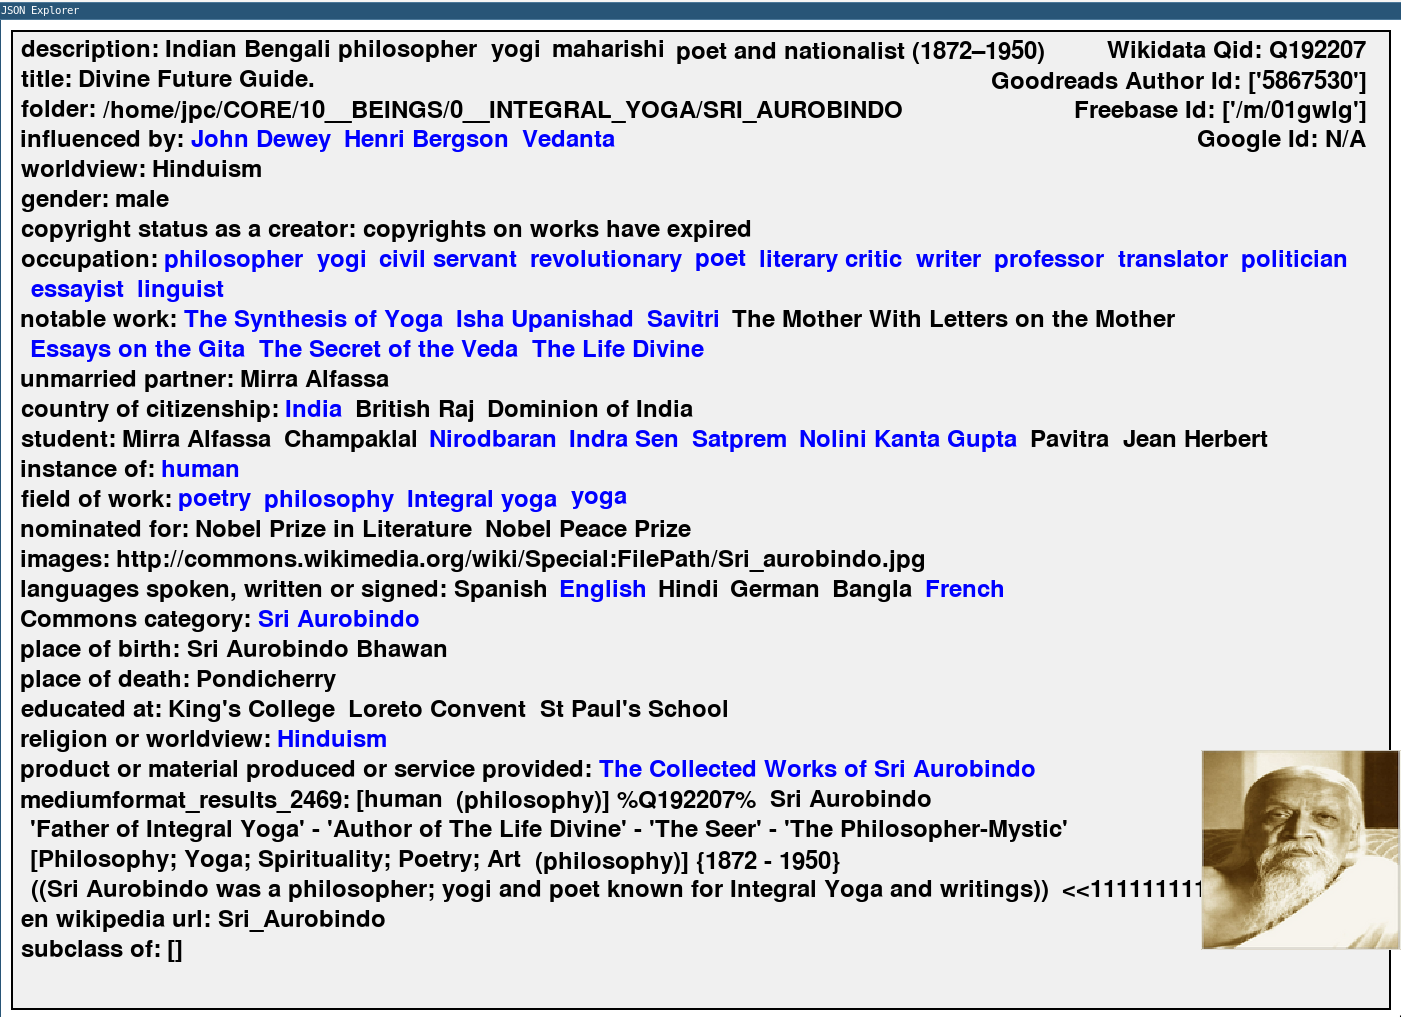 JSON Explorer
description: Indian Bengali philosopher yogi maharishi poet and nationalist (1872–1950) Wikidata Qid: Q192207
title: Divine Future Guide. Goodreads Author Id: ['5867530']
folder: /home/jpc/CORE/10__BEINGS/0__INTEGRAL_YOGA/SRI_AUROBINDO Freebase Id: ['/m/01gwlg']
influenced by: John Dewey Henri Bergson Vedanta Google Id: N/A
worldview: Hinduism
gender: male
copyright status as a creator: copyrights on works have expired
occupation: philosopher yogi civil servant revolutionary poet literary critic writer professor translator politician
essayist linguist
notable work: The Synthesis of Yoga Isha Upanishad Savitri The Mother With Letters on the Mother
Essays on the Gita The Secret of the Veda The Life Divine
unmarried partner: Mirra Alfassa
country of citizenship: India British Raj Dominion of India
student: Mirra Alfassa Champaklal Nirodbaran Indra Sen Satprem Nolini Kanta Gupta Pavitra Jean Herbert
instance of: human
field of work: poetry philosophy Integral yoga yoga
nominated for: Nobel Prize in Literature Nobel Peace Prize
images: http://commons.wikimedia.org/wiki/Special:FilePath/Sri_aurobindo.jpg
languages spoken, written or signed: Spanish English Hindi German Bangla French
Commons category: Sri Aurobindo
place of birth: Sri Aurobindo Bhawan
place of death: Pondicherry
educated at: King's College Loreto Convent St Paul's School
religion or worldview: Hinduism
product or material produced or service provided: The Collected Works of Sri Aurobindo
mediumformat_results_2469: [human (philosophy)] %Q192207% Sri Aurobindo
'Father of Integral Yoga' - 'Author of The Life Divine' - 'The Seer' - 'The Philosopher-Mystic'
[Philosophy; Yoga; Spirituality; Poetry; Art (philosophy)] {1872 - 1950}
((Sri Aurobindo was a philosopher; yogi and poet known for Integral Yoga and writings)) <<111111111
en wikipedia url: Sri_Aurobindo
subclass of: []